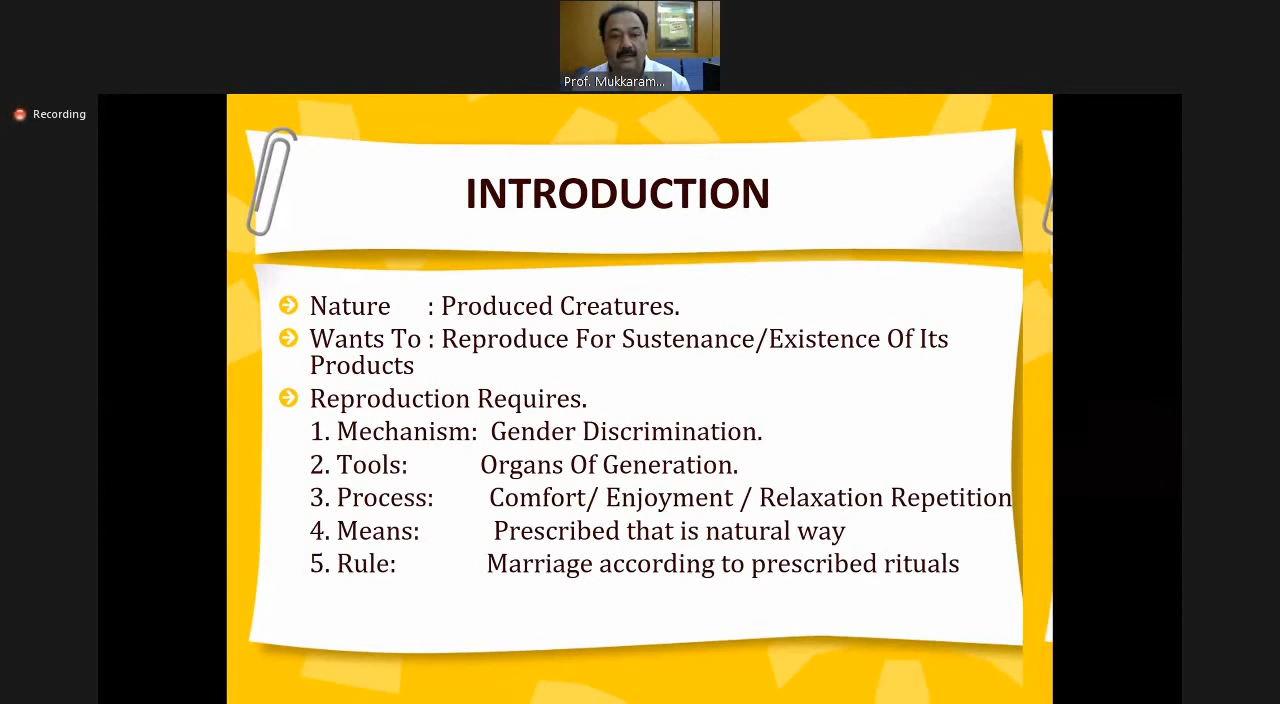 Prof. Mukkaram...
Recording
INTRODUCTION
Nature : Produced Creatures.
Wants To : Reproduce For Sustenance/Existence Of Its
Products
Reproduction Requires.
1. Mechanism: Gender Discrimination.
2. Tools: Organs Of Generation.
3. Process: Comfort/ Enjoyment / Relaxation Repetition
4. Means: Prescribed that is natural way
5. Rule: Marriage according to prescribed rituals